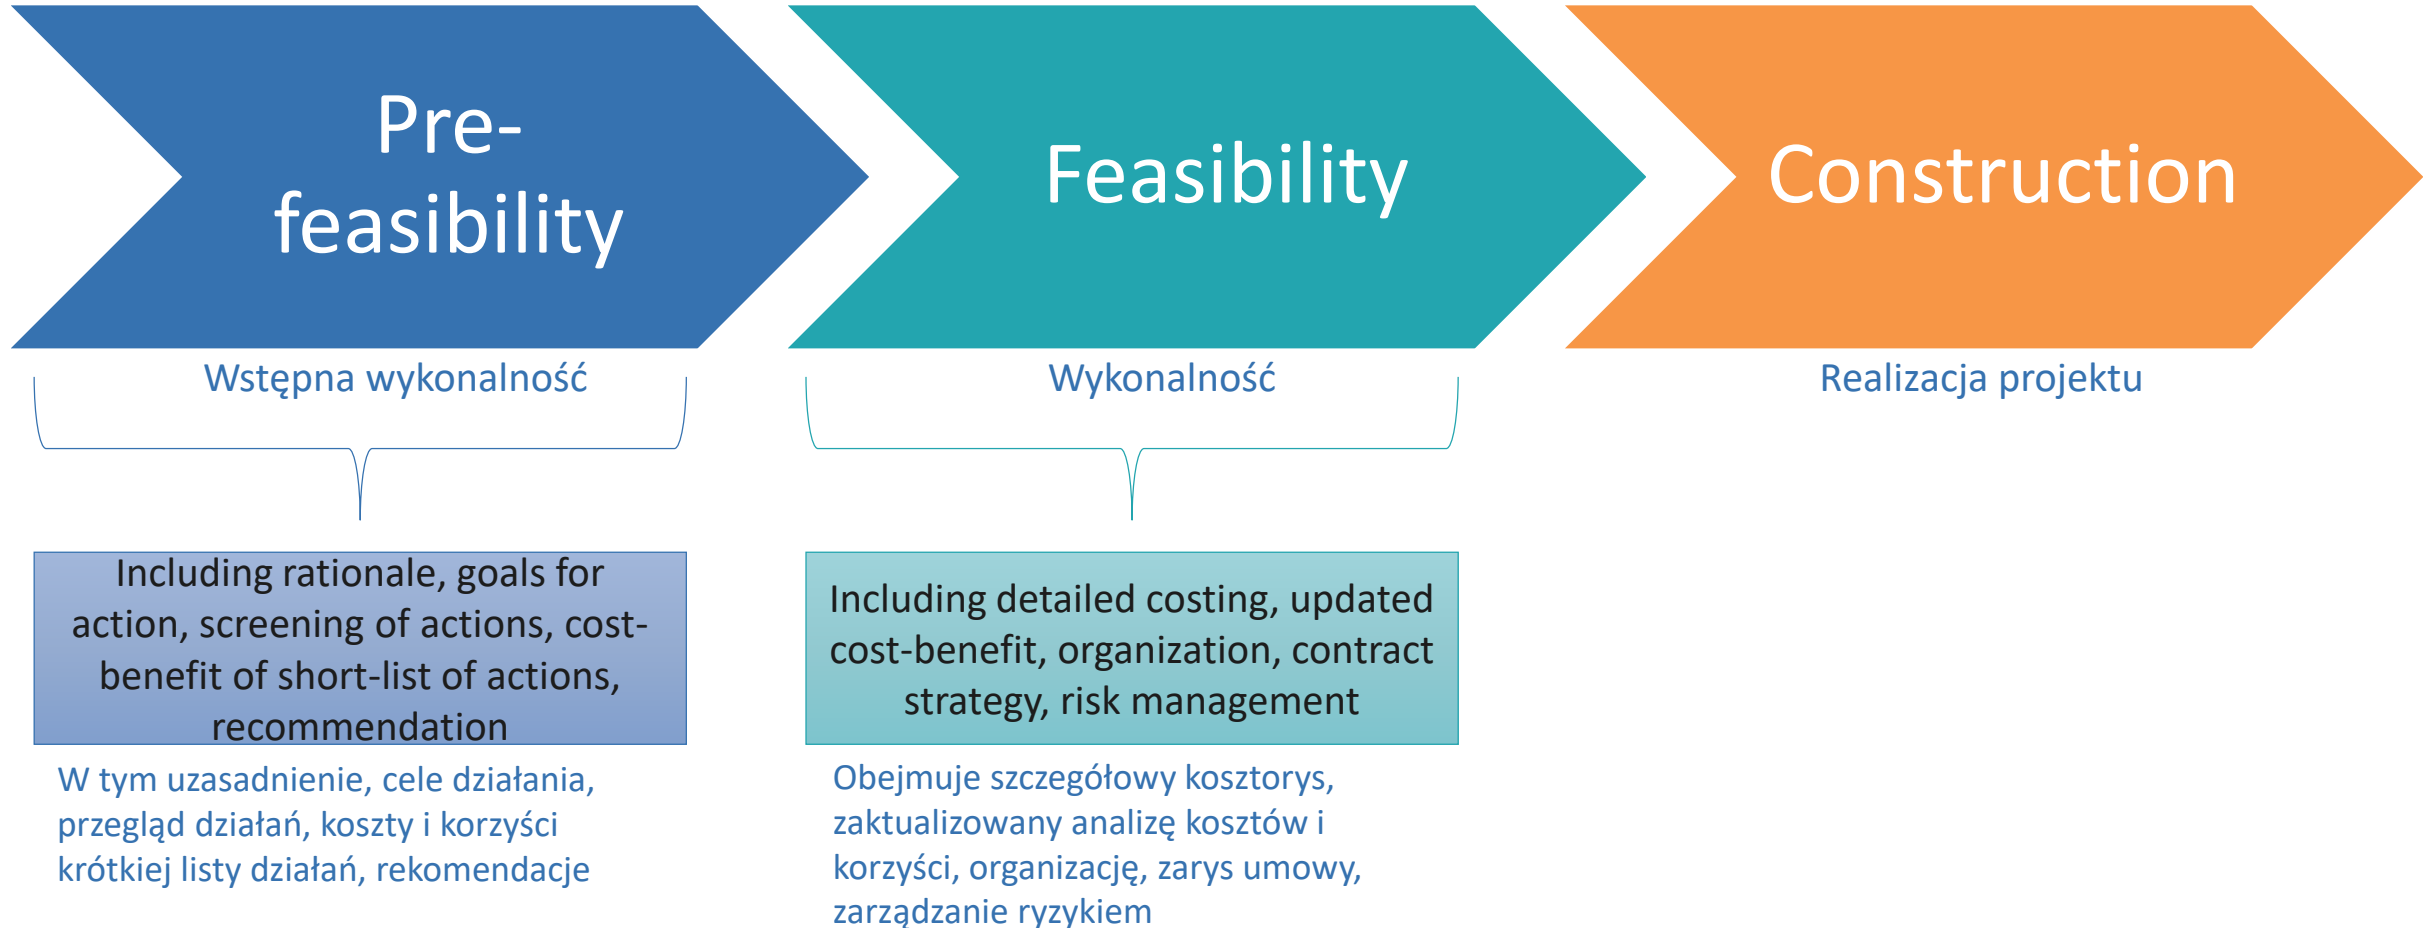 Pre-
feasibility
Feasibility
Construction
Wstępna wykonalność
Wykonalność
Realizacja projektu
Including rationale, goals for
action, screening of actions, cost-
benefit of short-list of actions,
recommendation
Including detailed costing, updated
cost-benefit, organization, contract
strategy, risk management
W tym uzasadnienie, cele działania,
przegląd działań, koszty i korzyści
krótkiej listy działań, rekomendacje
Obejmuje szczegółowy kosztorys,
zaktualizowany analizę kosztów i
korzyści, organizację, zarys umowy,
zarządzanie ryzykiem